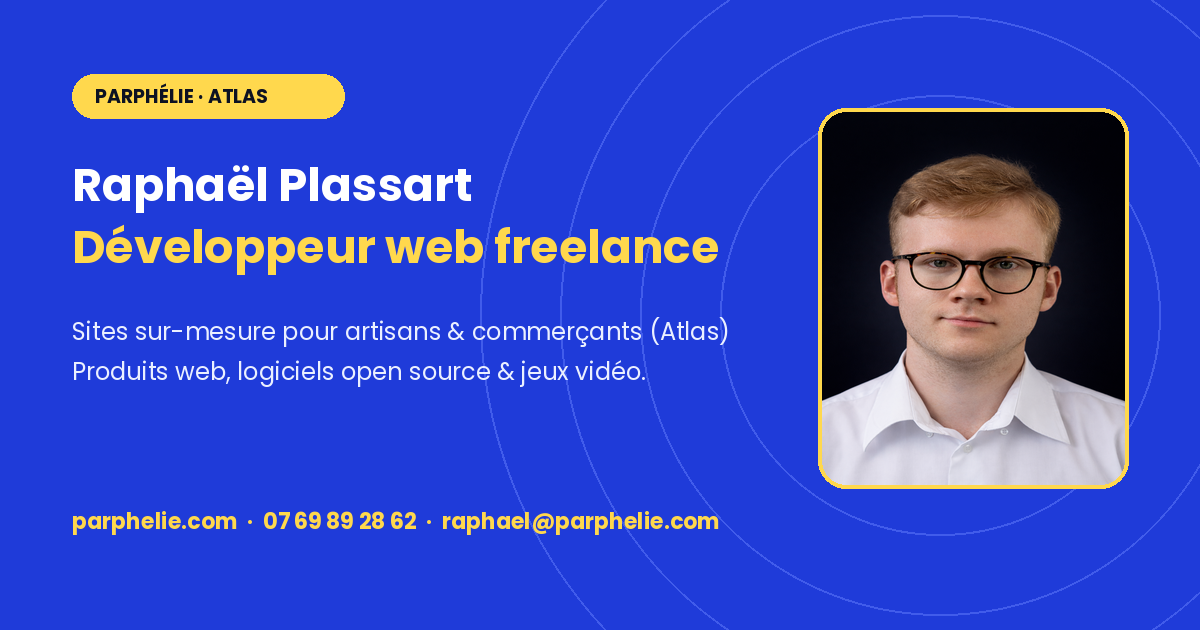 PARPHÉLIE · ATLAS
Raphaël Plassart
Développeur web freelance
Sites sur-mesure pour artisans & commerçants (Atlas)
Produits web, logiciels open source & jeux vidéo.
parphelie.com · 07 69 89 28 62 · raphael@parphelie.com